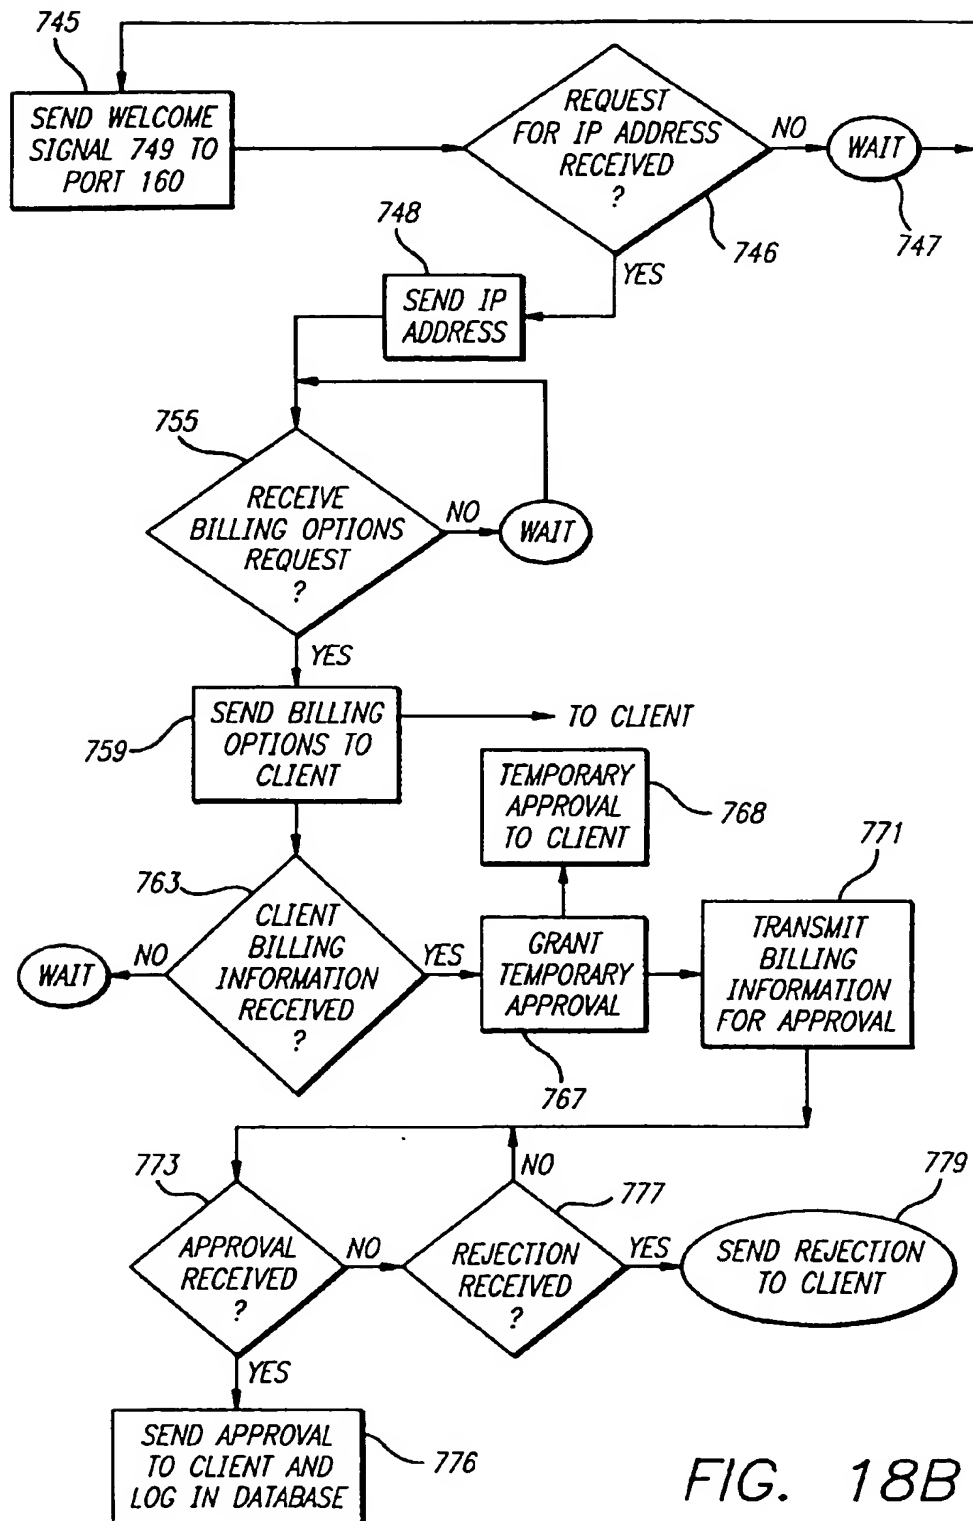 745
SEND WELCOME
SIGNAL 749 TO
PORT 160
REQUEST
FOR IP ADDRESS
RECEIVED
?
NO
WAIT
746
747
748
YES
SEND IP
ADDRESS
755
RECEIVE
BILLING OPTIONS
REQUEST
?
NO
WAIT
YES
759
SEND BILLING
OPTIONS TO
CLIENT
TO CLIENT
TEMPORARY
APPROVAL
TO CLIENT
768
771
763
CLIENT
BILLING
INFORMATION
RECEIVED
?
NO
WAIT
YES
GRANT
TEMPORARY
APPROVAL
767
TRANSMIT
BILLING
INFORMATION
FOR APPROVAL
773
APPROVAL
RECEIVED
?
NO
NO
777
REJECTION
RECEIVED
?
YES
779
SEND REJECTION
TO CLIENT
YES
SEND APPROVAL
TO CLIENT AND
LOG IN DATABASE
776
FIG. 18B